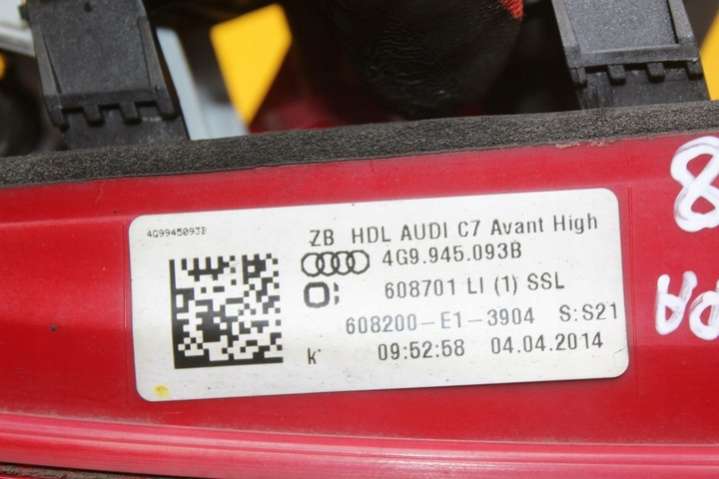 4G9945093B
ZB HDL AUDI C7 Avant High
4G9.945.093B
608701 LI (1) SSL
608200-E1-3904 S:S21
k 09:52:58 04.04.2014
8